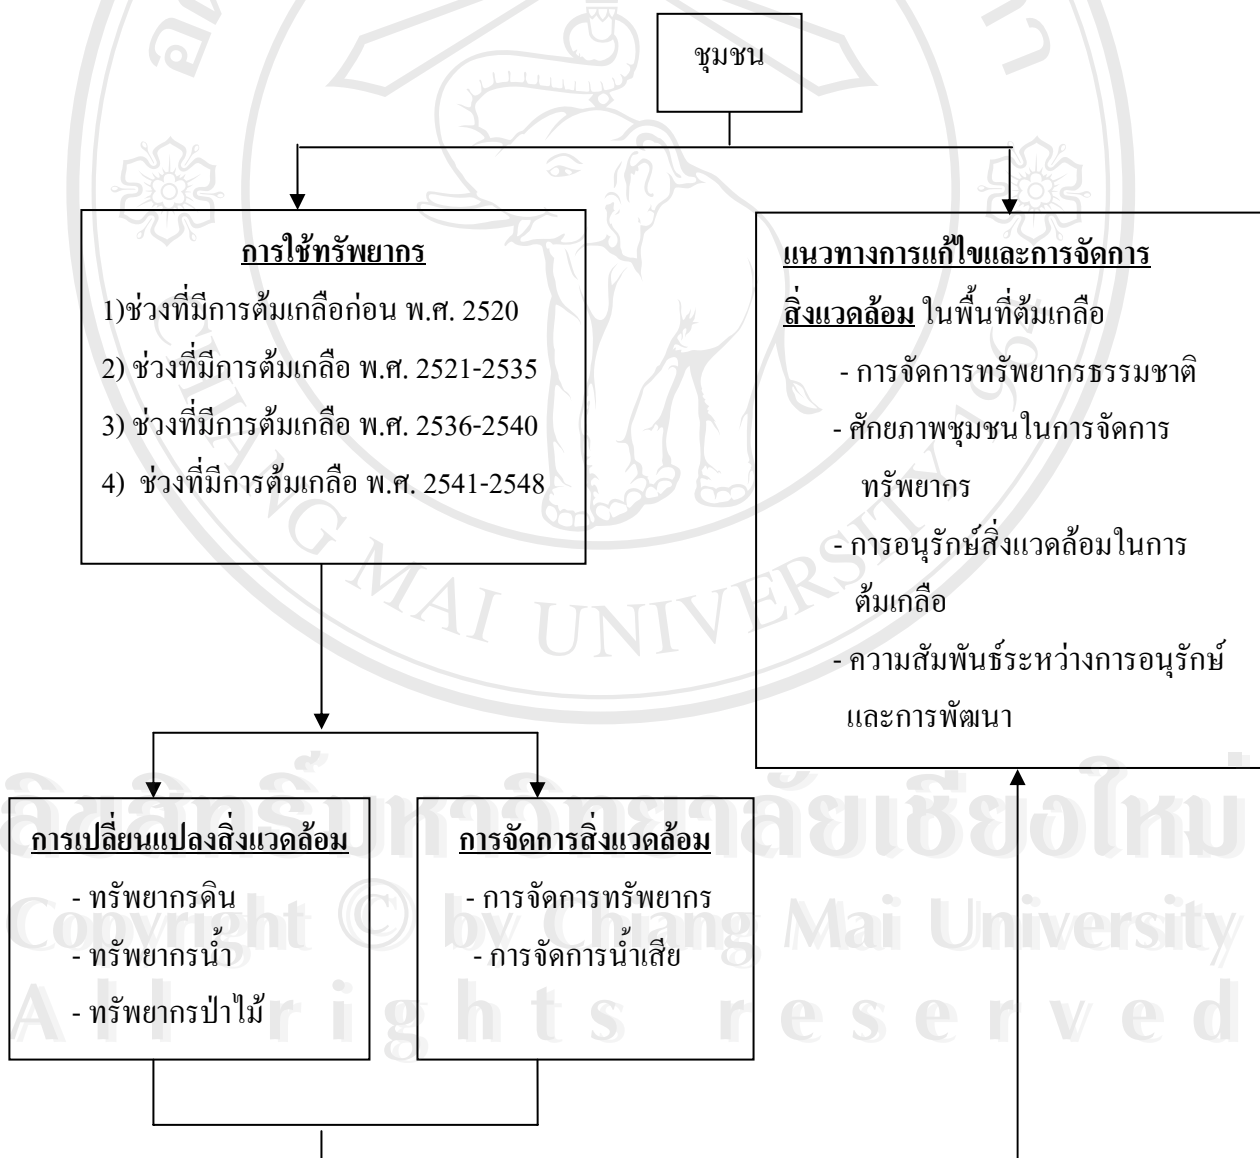 ชุมชน
การใช้ทรัพยากร
1)ช่วงที่มีการต้มเกลือก่อน พ.ศ. 2520
2) ช่วงที่มีการต้มเกลือ พ.ศ. 2521-2535
3) ช่วงที่มีการต้มเกลือ พ.ศ. 2536-2540
4) ช่วงที่มีการต้มเกลือ พ.ศ. 2541-2548
แนวทางการแก้ไขและการจัดการ
สิ่งแวดล้อม ในพื้นที่ต้มเกลือ
- การจัดการทรัพยากรธรรมชาติ
- ศักยภาพชุมชนในการจัดการ
ทรัพยากร
- การอนุรักษ์สิ่งแวดล้อมในการ
ต้มเกลือ
- ความสัมพันธ์ระหว่างการอนุรักษ์
และการพัฒนา
การเปลี่ยนแปลงสิ่งแวดล้อม
- ทรัพยากรดิน
- ทรัพยากรน้ำ
- ทรัพยากรป่าไม้
การจัดการสิ่งแวดล้อม
- การจัดการทรัพยากร
- การจัดการน้ำเสีย
CHIANG MAI UNIVERSITY 1964
ลิขสิทธิ์มหาวิทยาลัยเชียงใหม่
Copyright © by Chiang Mai University
All rights reserved